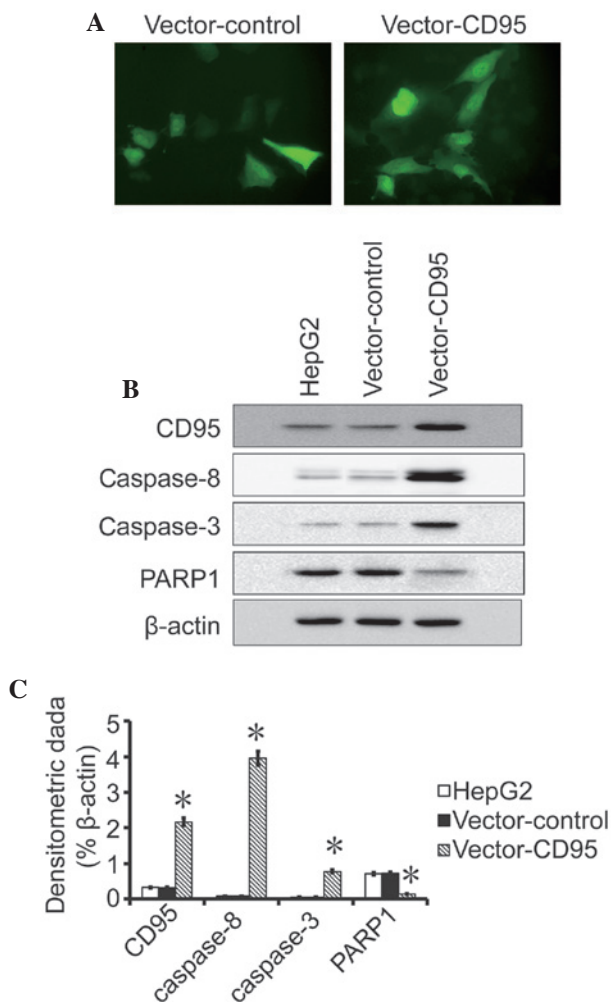 A
Vector-control
Vector-CD95
HepG2
Vector-control
Vector-CD95
B
CD95
Caspase-8
Caspase-3
PARP1
β-actin
C
Densitometric dada
(% β-actin)
5
4
3
2
1
0
*
*
*
*
HepG2
Vector-control
Vector-CD95
CD95
caspase-8
caspase-3
PARP1